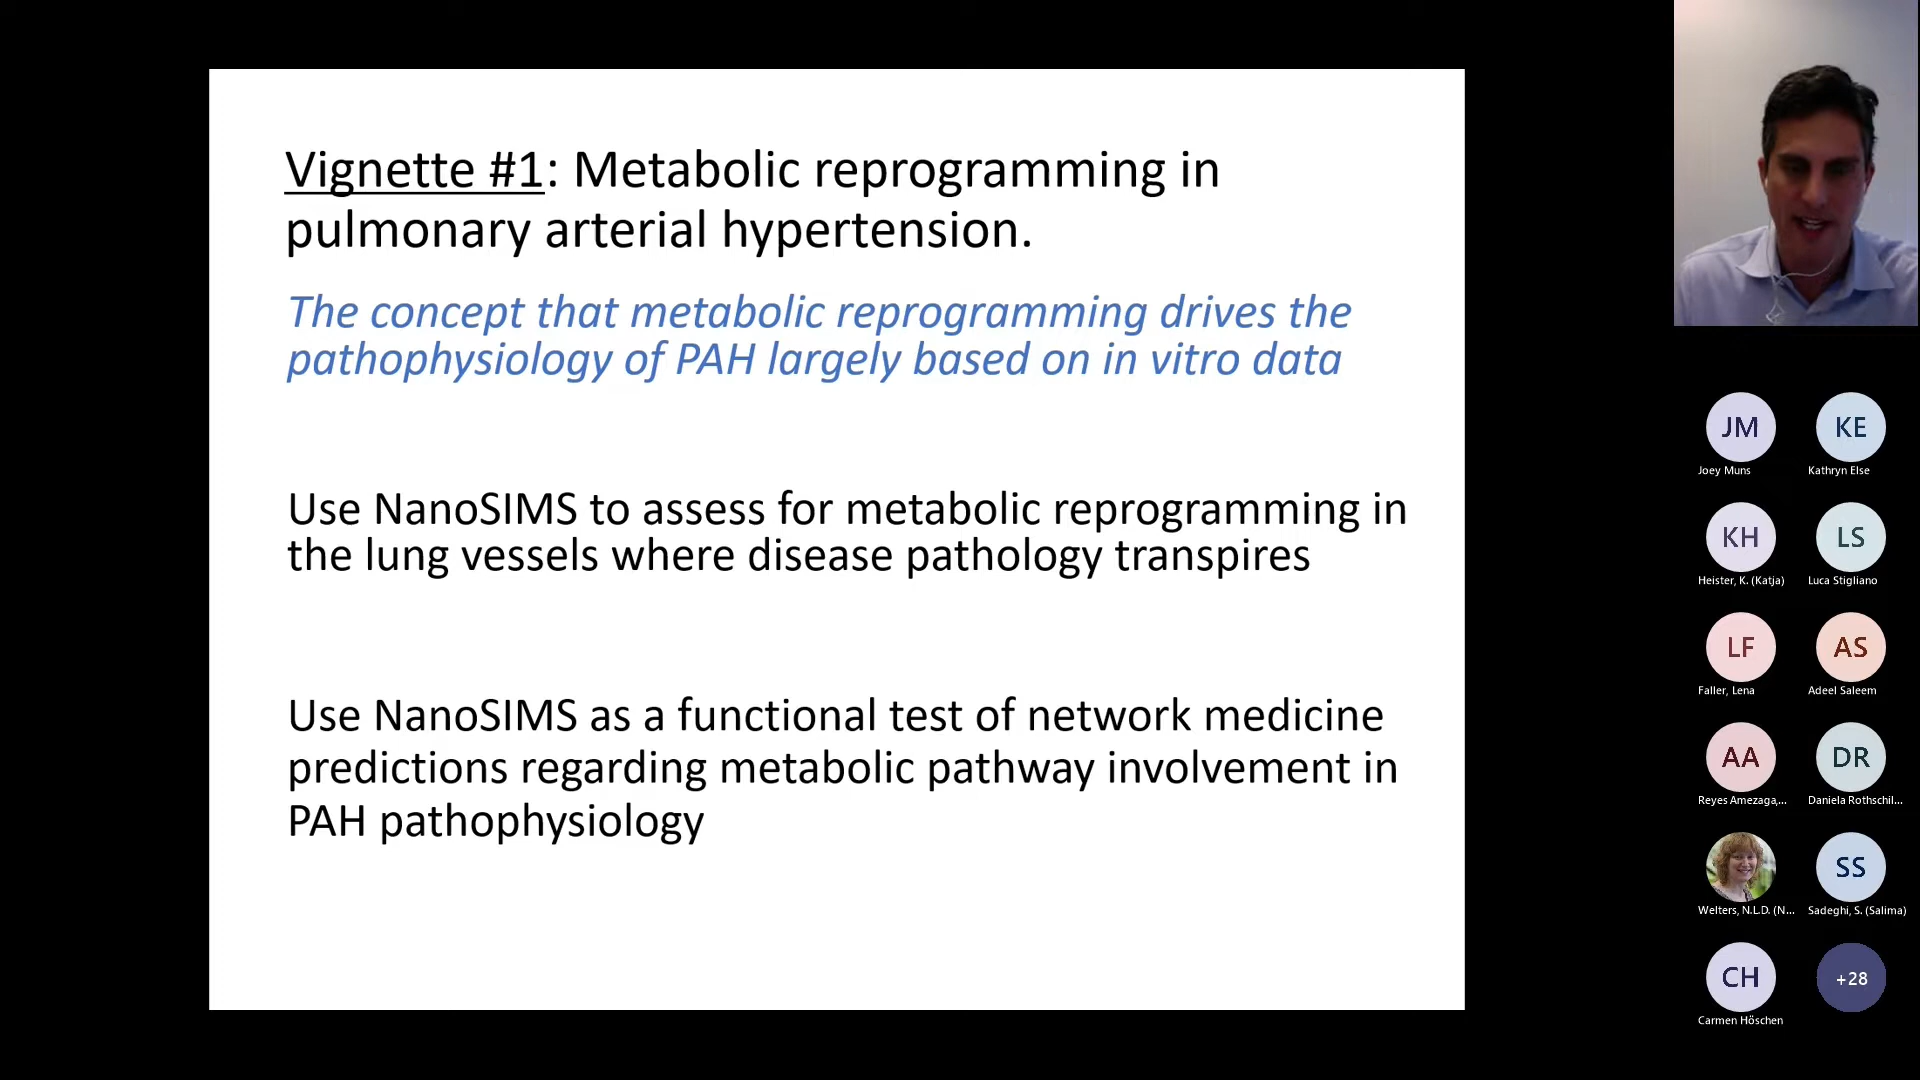 Vignette #1: Metabolic reprogramming in
pulmonary arterial hypertension.
The concept that metabolic reprogramming drives the
pathophysiology of PAH largely based on in vitro data
Use NanoSIMS to assess for metabolic reprogramming in
the lung vessels where disease pathology transpires
Use NanoSIMS as a functional test of network medicine
predictions regarding metabolic pathway involvement in
PAH pathophysiology
JM
Joey Muns
KE
Kathryn Else
KH
Heister, K. (Katja)
LS
Luca Stigliano
LF
Faller, Lena
AS
Adeel Saleem
AA
Reyes Amezaga,...
DR
Daniela Rothschil...
Welters, N.L.D. (N...
SS
Sadeghi, S. (Salima)
CH
Carmen Höschen
+28